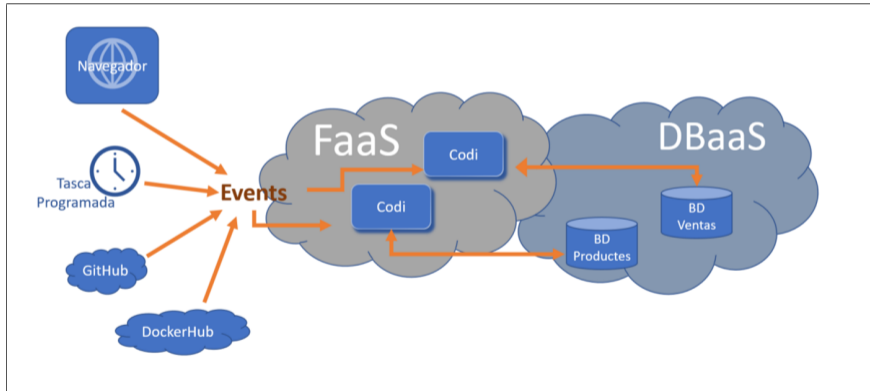 Navegador
Tasca
Programada
GitHub
DockerHub
Events
FaaS
Codi
Codi
DBaaS
BD
Ventas
BD
Productes